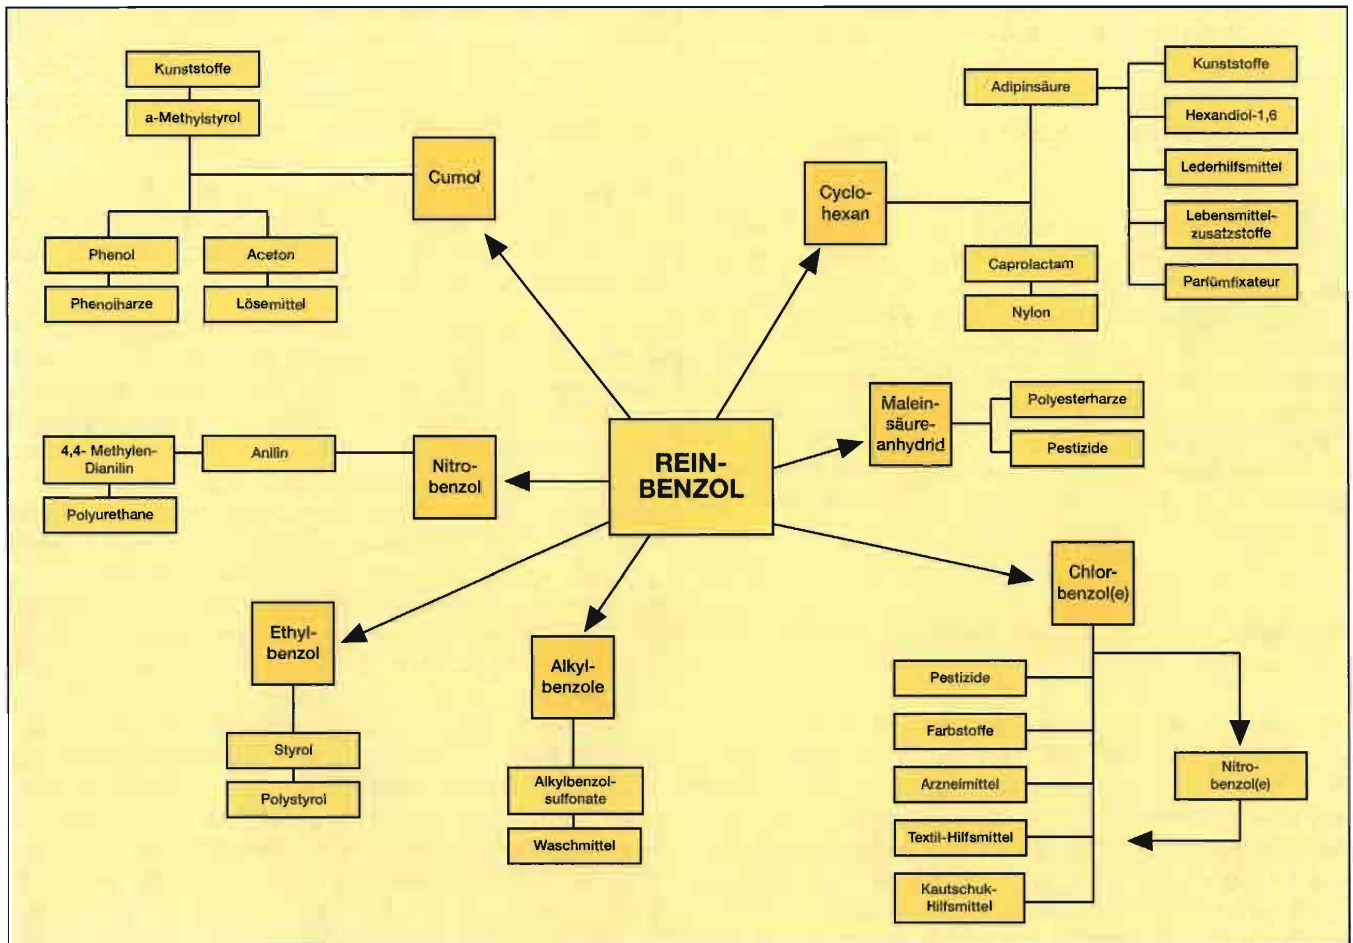 Kunststoffe
a-Methylstyrol
Cumol
Phenol
Aceton
Phenolharze
Lösemittel
Adipinsäure
Kunststoffe
Hexandiol-1,6
Lederhilfsmittel
Lebensmittel-
zusatzstoffe
Parfümfixateur
Cyclo-
hexan
Caprolactam
Nylon
Malein-
säure-
anhydrid
Polyesterharze
Pestizide
REIN-
BENZOL
Nitro-
benzol
Anilin
4,4- Methylen-
Dianilin
Polyurethane
Ethyl-
benzol
Styrol
Polystyrol
Alkyl-
benzole
Alkylbenzol-
sulfonate
Waschmittel
Chlor-
benzol(e)
Pestizide
Farbstoffe
Arzneimittel
Textil-Hilfsmittel
Kautschuk-
Hilfsmittel
Nitro-
benzol(e)